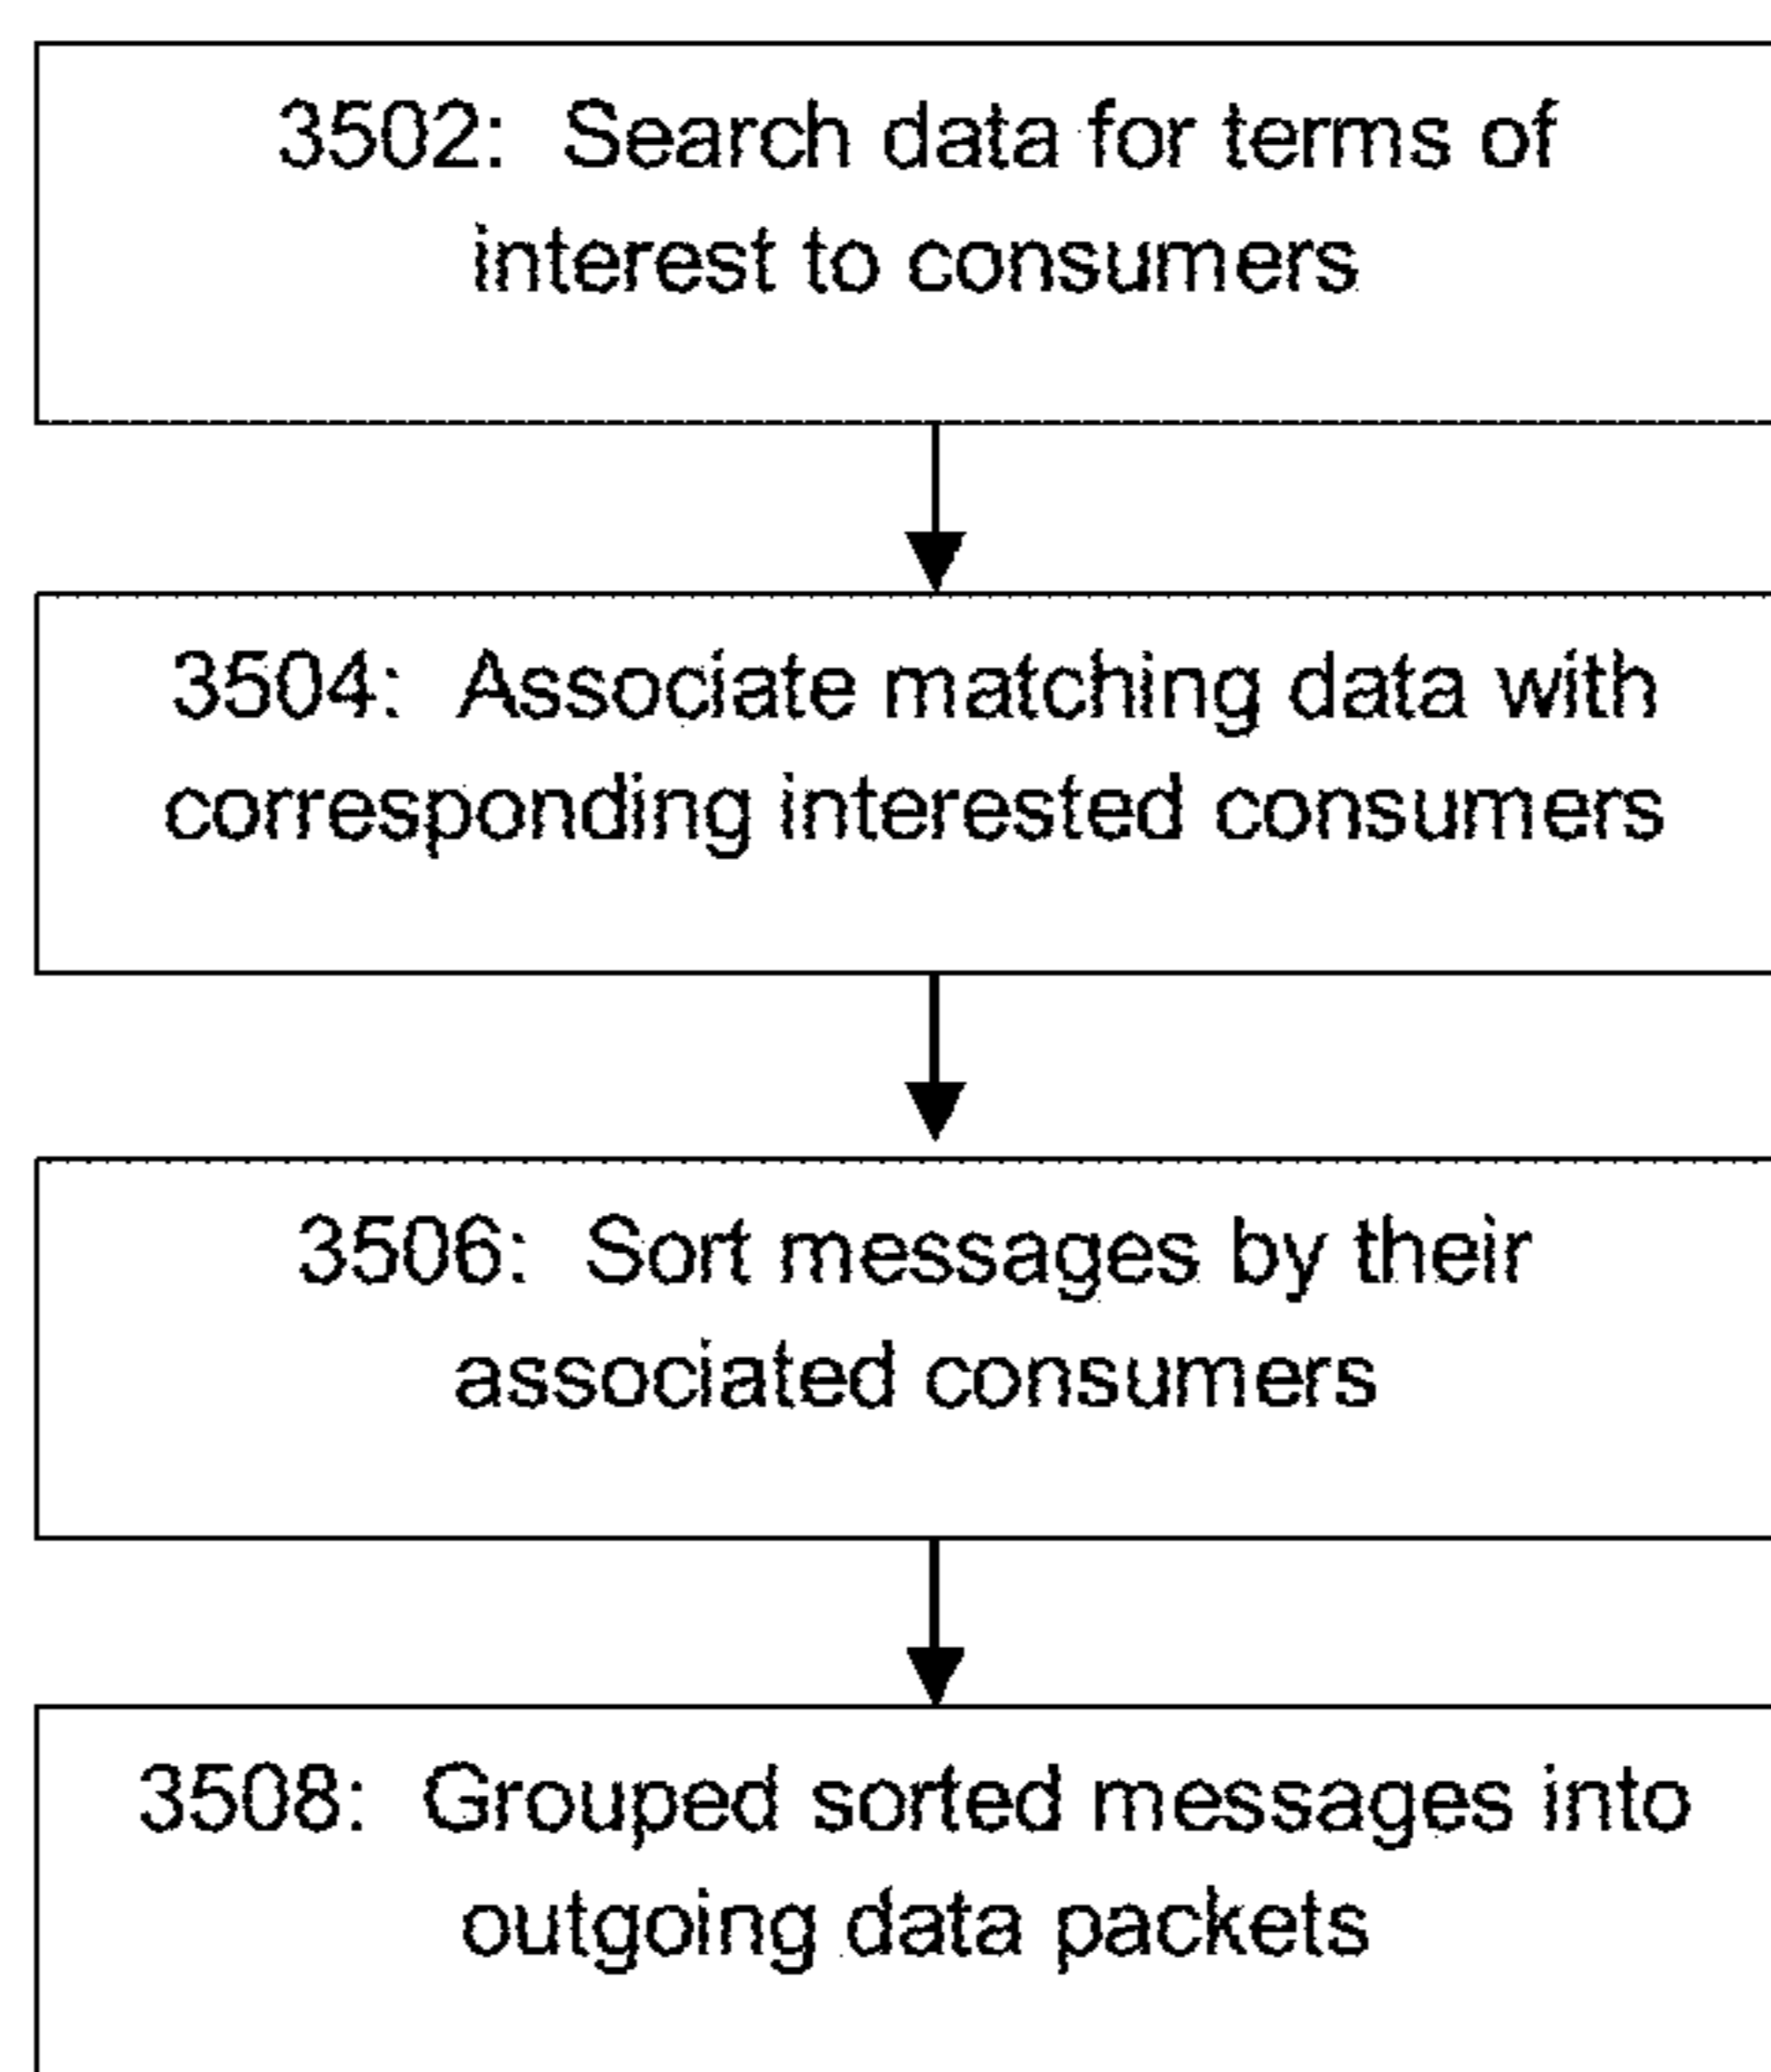 3502: Search data for terms of
interest to consumers
3504: Associate matching data with
corresponding interested consumers
3506: Sort messages by their
associated consumers
3508: Grouped sorted messages into
outgoing data packets